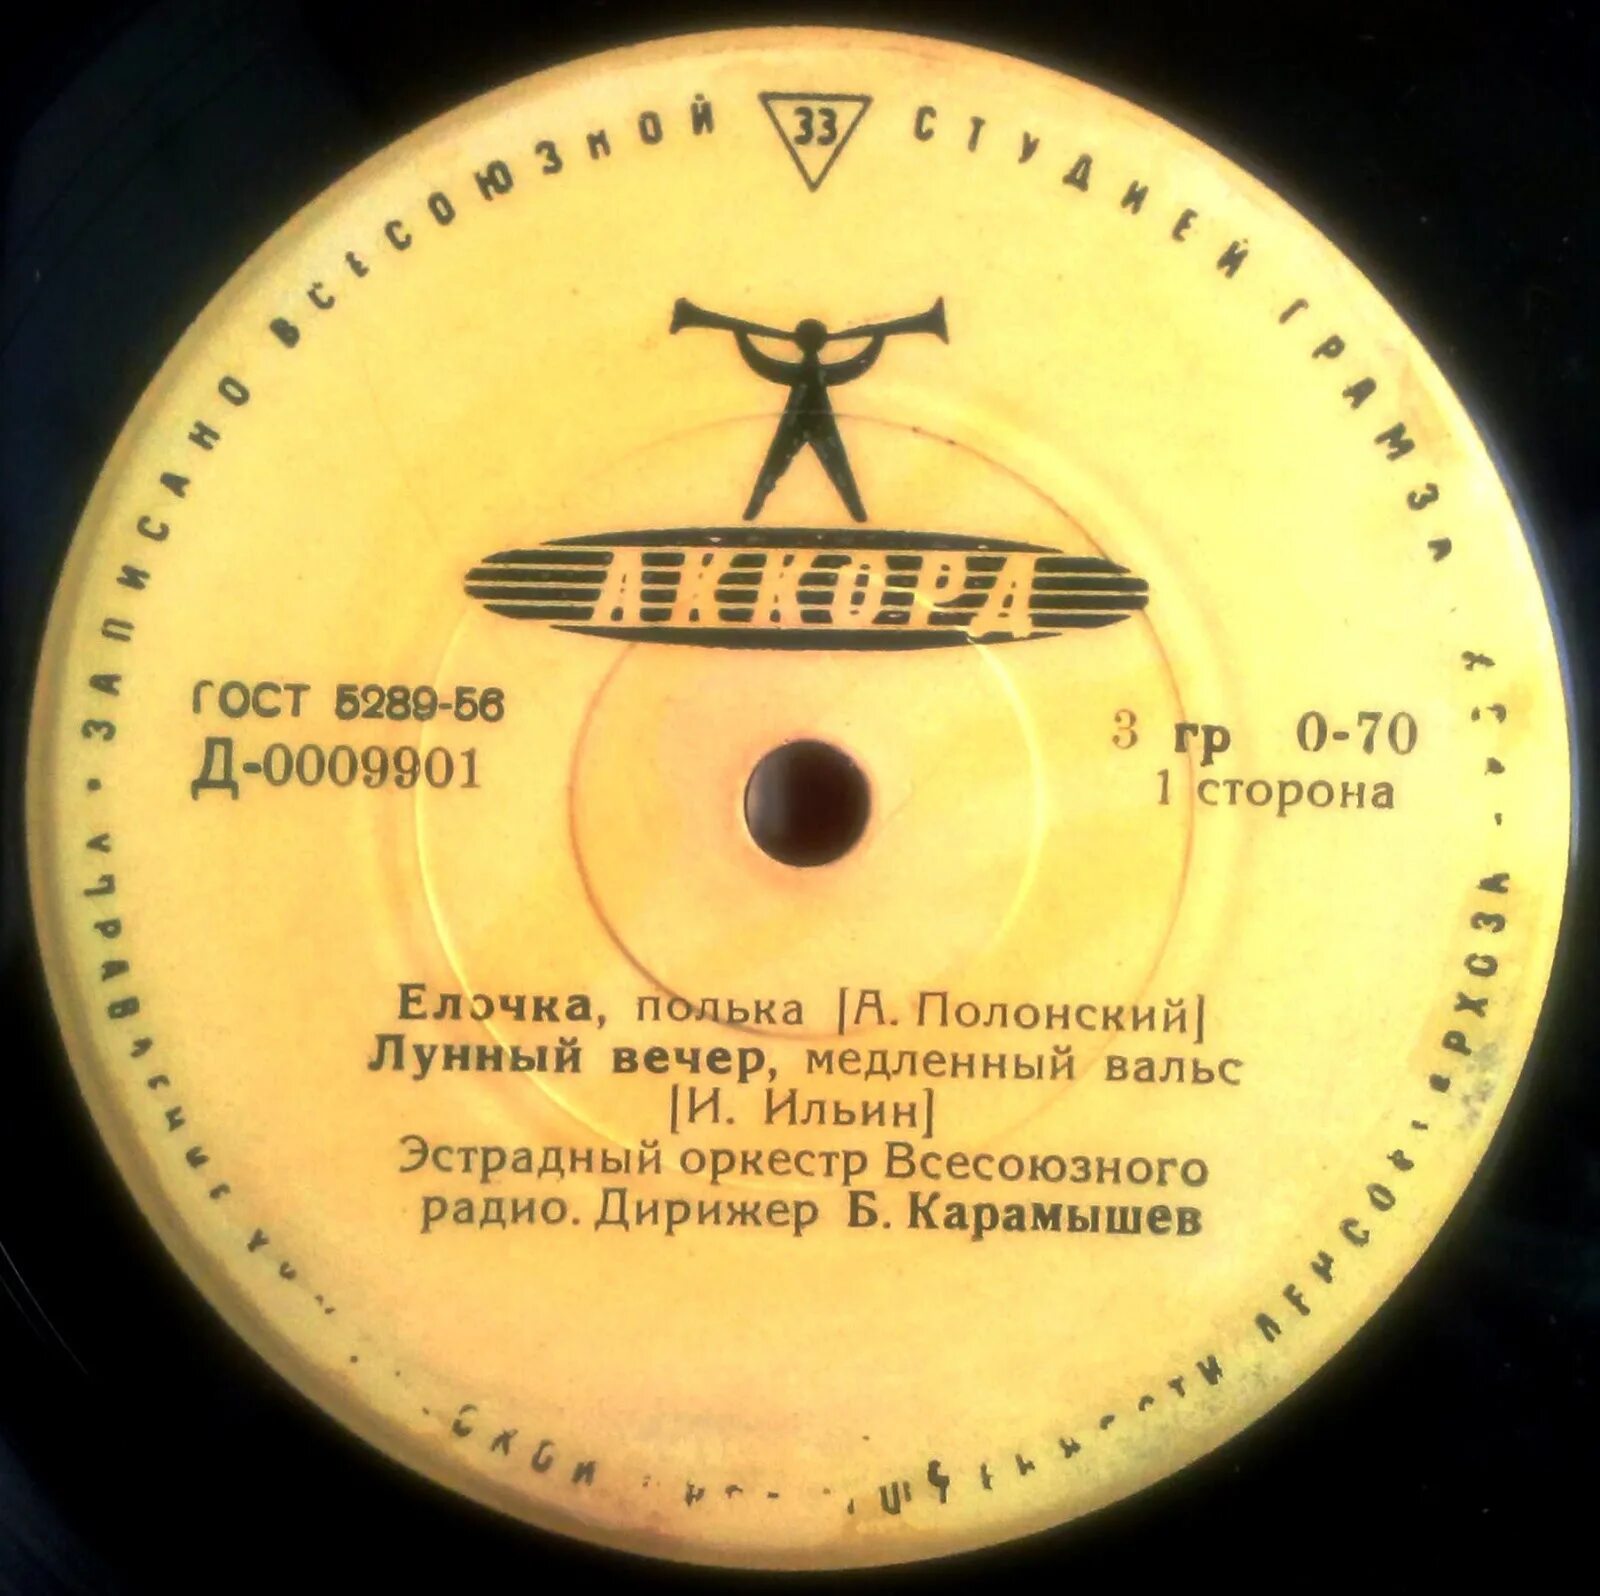 ЗАПИСАНО ВСЕСОЮЗНОЙ
33
СТУДИЕЙ ГРАМЗА
АККОРД
ГОСТ 5289-56
Д-0009901
3 гр 0-70
1 сторона
Елочка, полька [А. Полонский]
Лунный вечер, медленный вальс
[И. Ильин]
Эстрадный оркестр Всесоюзного
радио. Дирижер Б. Карамышев